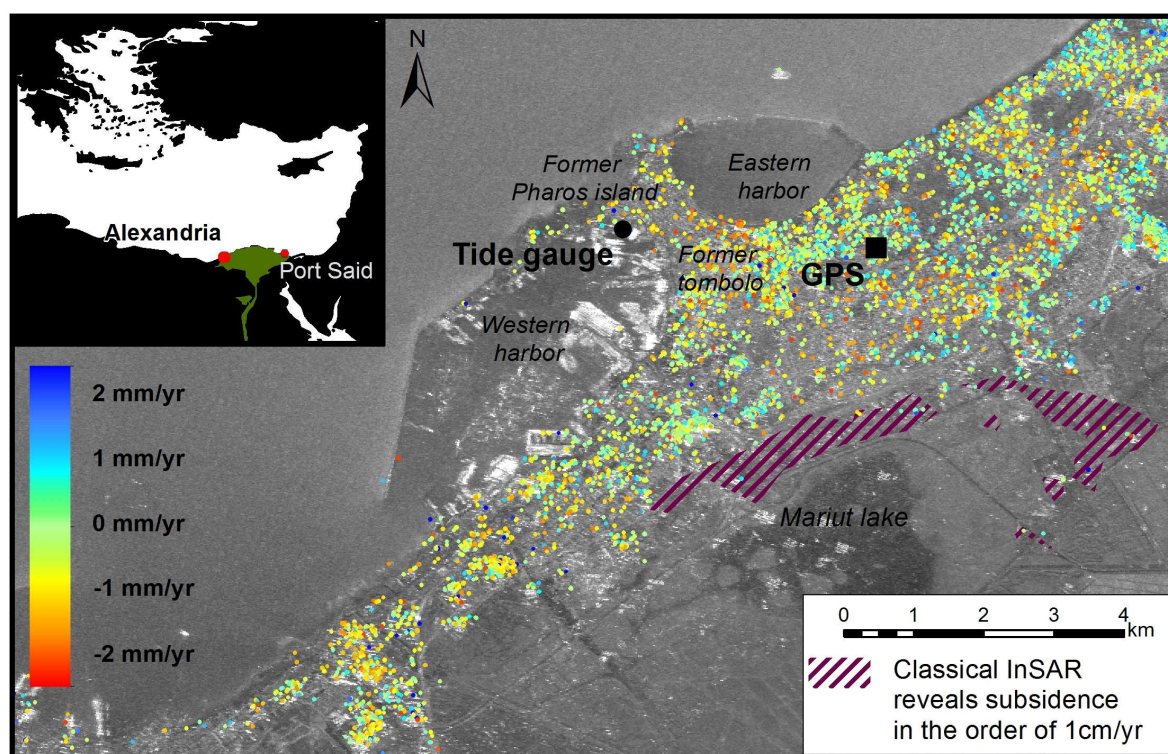 Alexandria
Port Said
N
Former
Pharos island
Eastern
harbor
Tide gauge
Former
tombolo
GPS
Western
harbor
Mariut lake
2 mm/yr
1 mm/yr
0 mm/yr
-1 mm/yr
-2 mm/yr
0 1 2 3 4
km
Classical InSAR
reveals subsidence
in the order of 1cm/yr